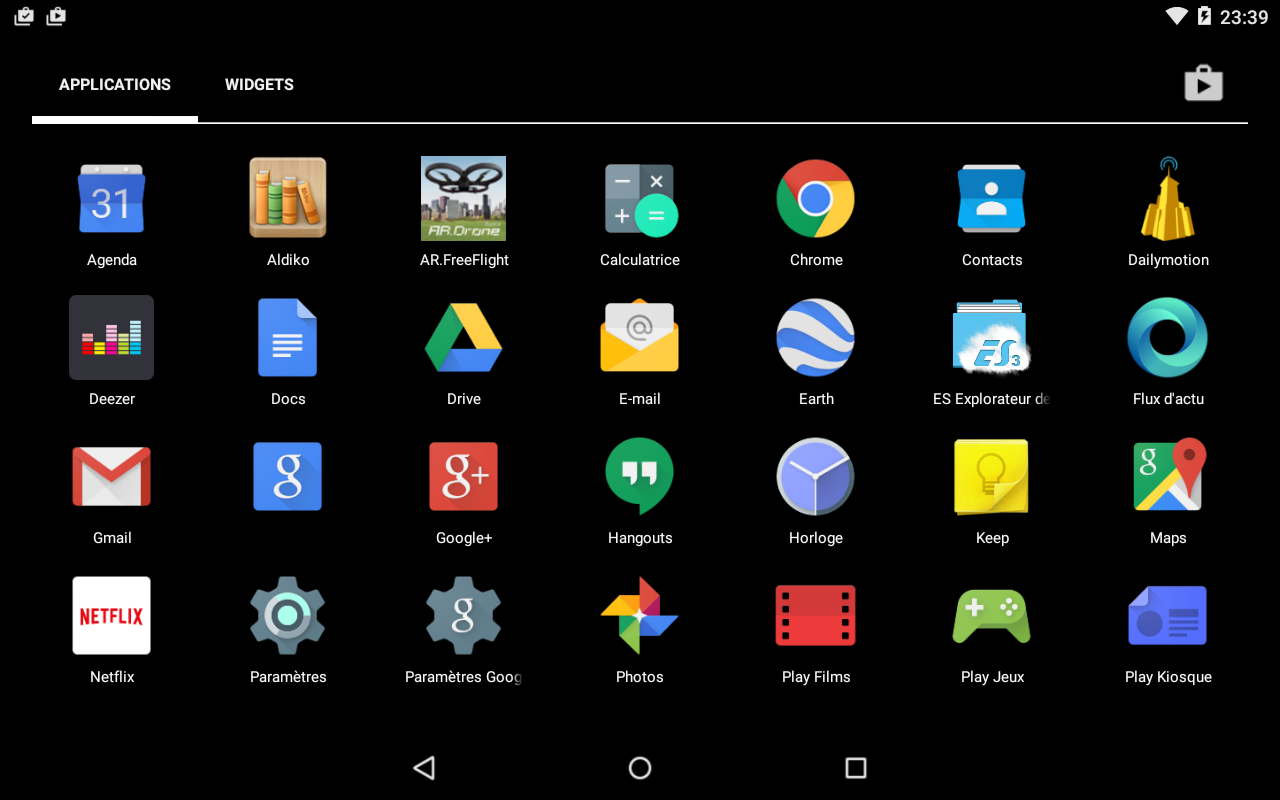 23:39
APPLICATIONS WIDGETS
31
AR.Drone
Agenda Aldiko AR.FreeFlight Calculatrice Chrome Contacts Dailymotion
@ ES3
Deezer Docs Drive E-mail Earth ES Explorateur de Flux d'actu
g g+ g
Gmail Google+ Hangouts Horloge Keep Maps
NETFLIX g
Netflix Paramètres Paramètres Goog Photos Play Films Play Jeux Play Kiosque